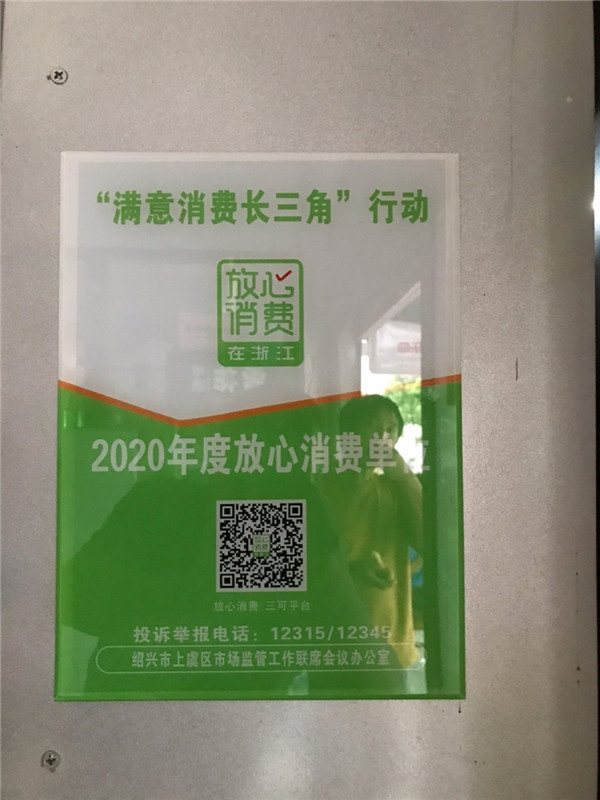 “满意消费长三角”行动
放心
消费
在浙江
2020年度放心消费单位
放心消费 三可平台
投诉举报电话：12315/12345
绍兴市上虞区市场监管工作联席会议办公室